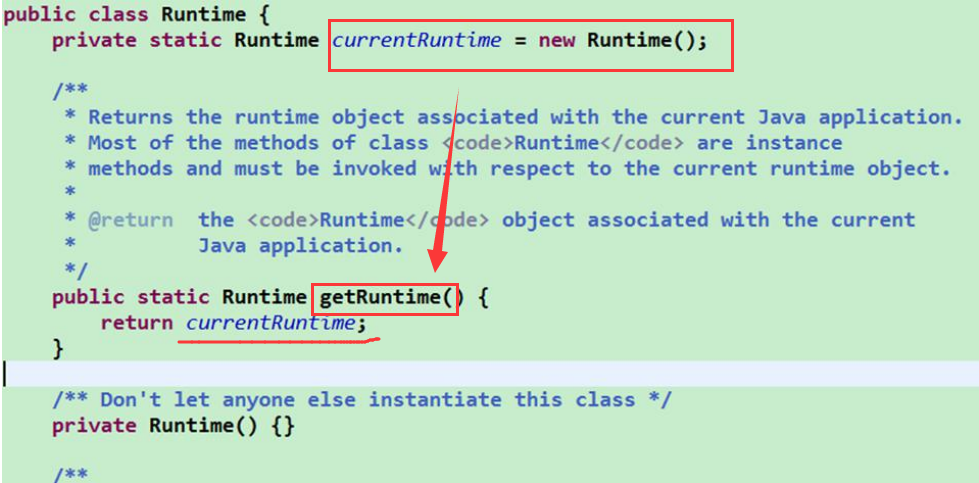 public class Runtime {
private static Runtime currentRuntime = new Runtime();
/**
* Returns the runtime object associated with the current Java application.
* Most of the methods of class <code>Runtime</code> are instance
* methods and must be invoked with respect to the current runtime object.
*
* @return  the <code>Runtime</code> object associated with the current
*          Java application.
*/
public static Runtime getRuntime() {
return currentRuntime;
}
/** Don't let anyone else instantiate this class */
private Runtime() {}
/**